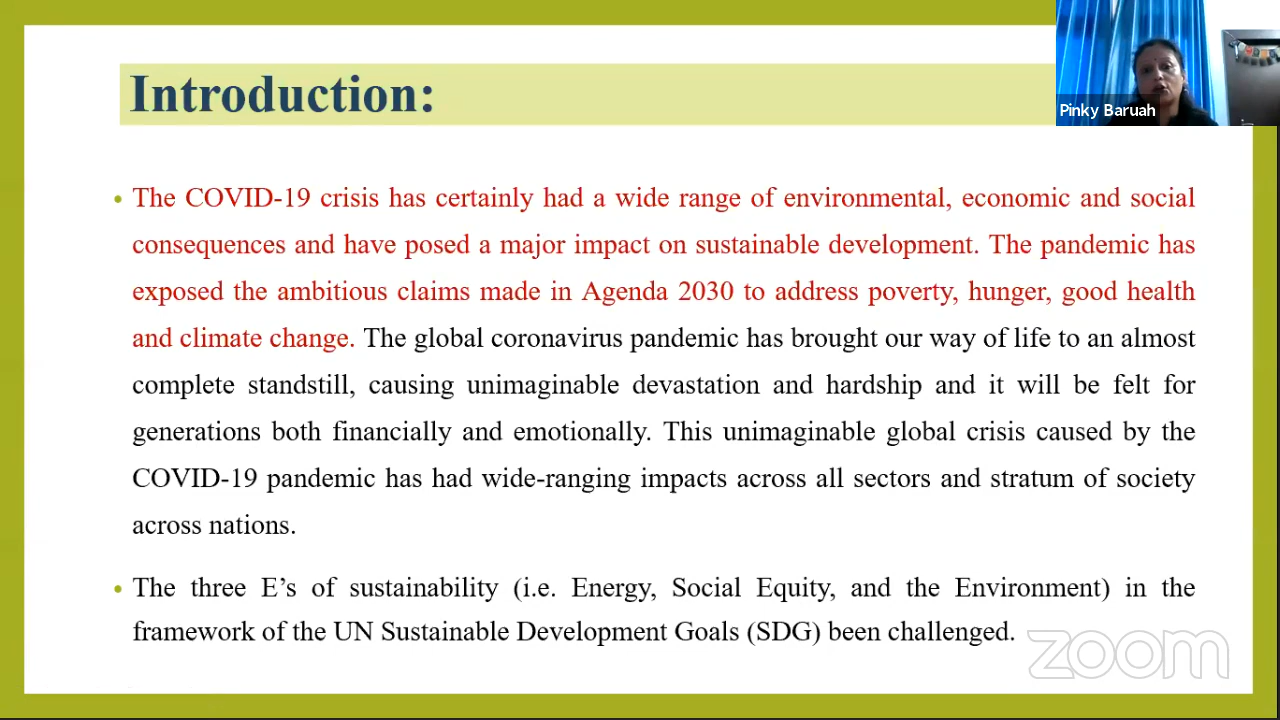 Introduction:
Pinky Baruah
• The COVID-19 crisis has certainly had a wide range of environmental, economic and social
consequences and have posed a major impact on sustainable development. The pandemic has
exposed the ambitious claims made in Agenda 2030 to address poverty, hunger, good health
and climate change. The global coronavirus pandemic has brought our way of life to an almost
complete standstill, causing unimaginable devastation and hardship and it will be felt for
generations both financially and emotionally. This unimaginable global crisis caused by the
COVID-19 pandemic has had wide-ranging impacts across all sectors and stratum of society
across nations.
• The three E’s of sustainability (i.e. Energy, Social Equity, and the Environment) in the
framework of the UN Sustainable Development Goals (SDG) been challenged.
zoom